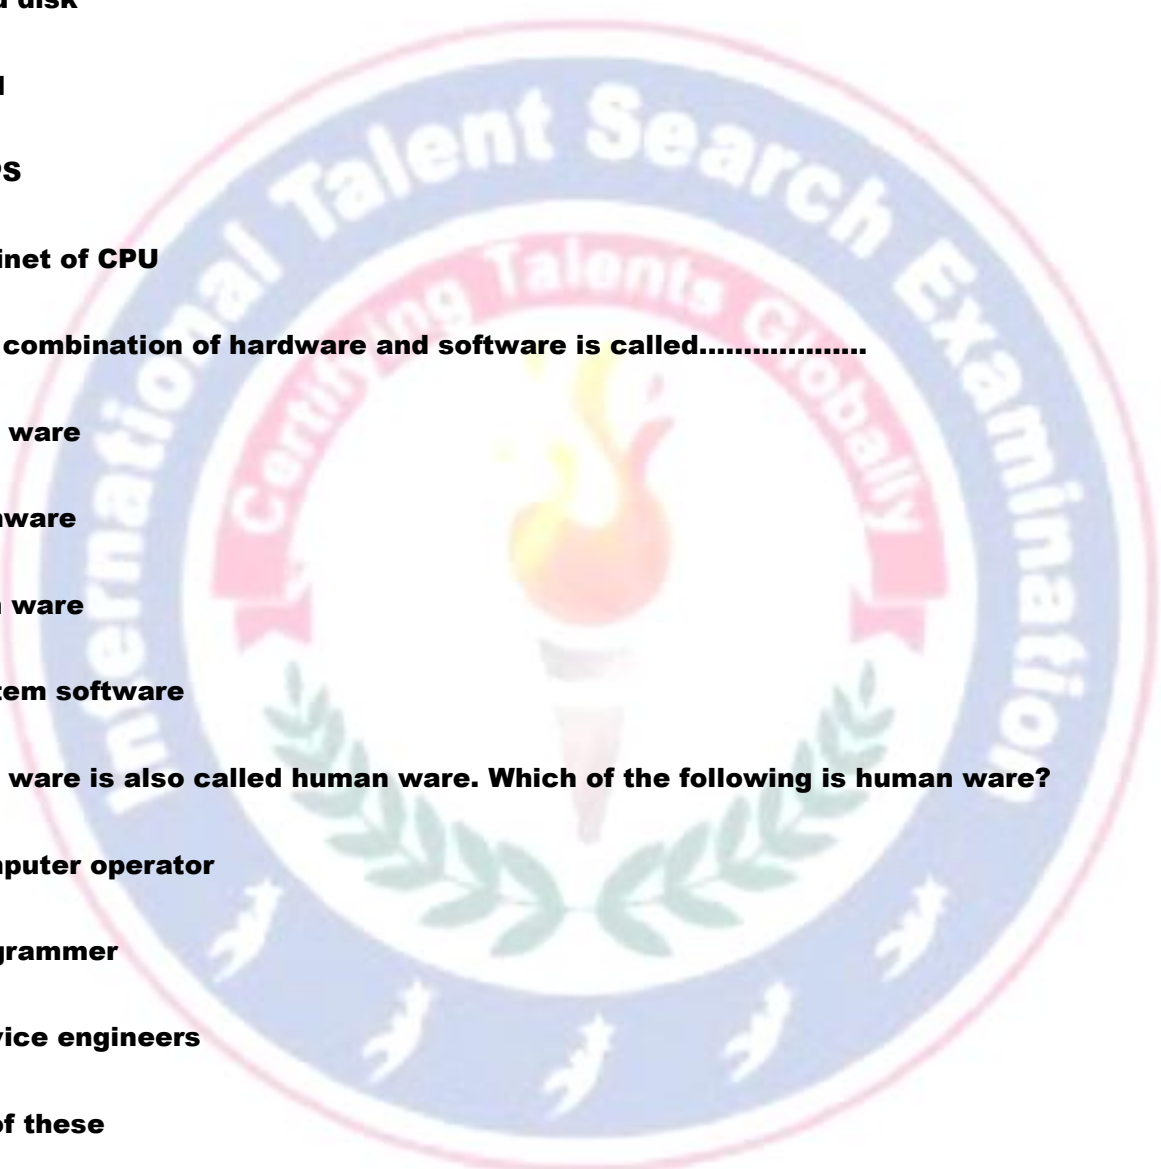 disk
inet of CPU
combination of hardware and software is called...................
ware
ware
ware
tem software
ware is also called human ware. Which of the following is human ware?
puter operator
grammer
vice engineers
of these
International Talent Search Examination
Certifying Talents Globally